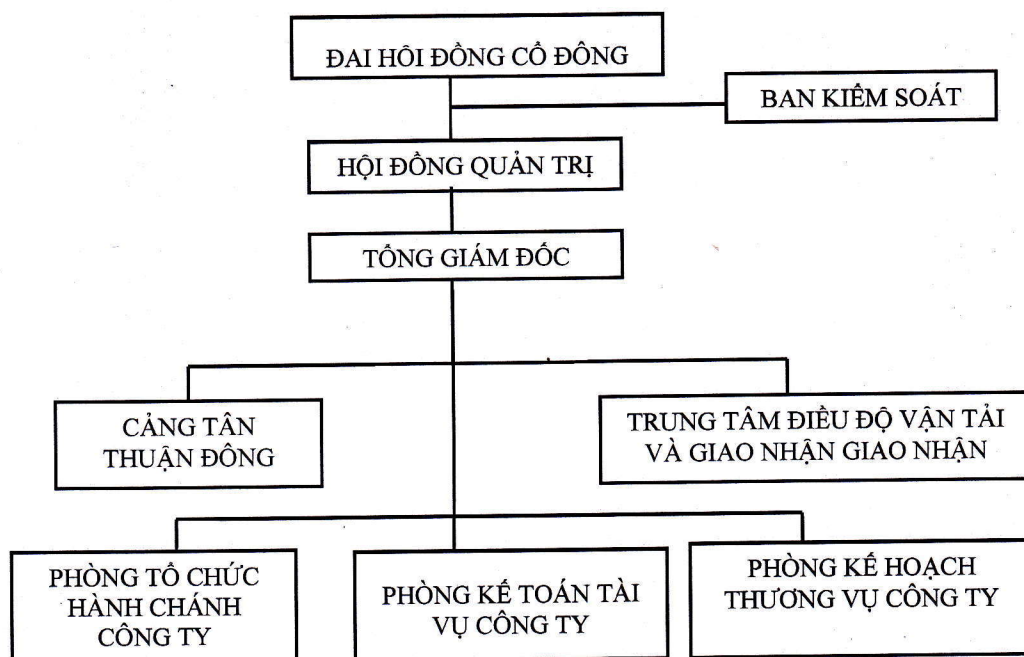 ĐAI HÔI ĐỒNG CỔ ĐÔNG
BAN KIỂM SOÁT
HỘI ĐỒNG QUẢN TRỊ
TỔNG GIÁM ĐỐC
CẢNG TÂN
THUẬN ĐÔNG
TRUNG TÂM ĐIỀU ĐỘ VẬN TẢI
VÀ GIAO NHẬN GIAO NHẬN
PHÒNG TỔ CHỨC
HÀNH CHÁNH
CÔNG TY
PHÒNG KẾ TOÁN TÀI
VỤ CÔNG TY
PHÒNG KẾ HOẠCH
THƯƠNG VỤ CÔNG TY